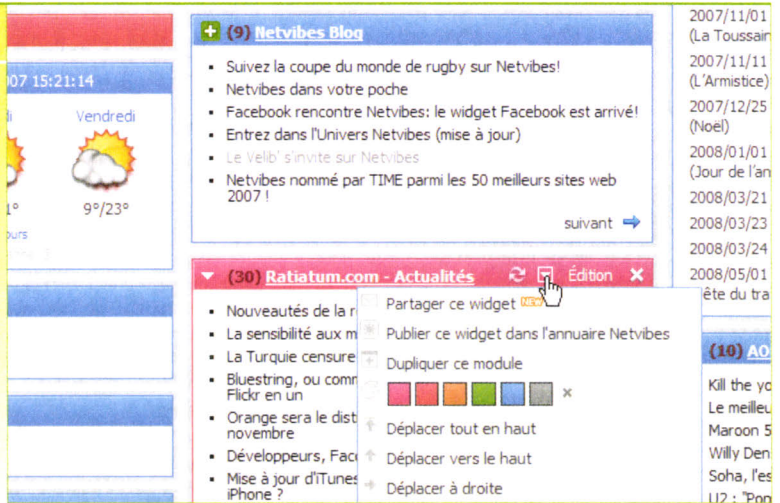 007 15:21:14
Vendredi
9°/23°
(9) Netvibes Blog
Suivez la coupe du monde de rugby sur Netvibes!
Netvibes dans votre poche
Facebook rencontre Netvibes: le widget Facebook est arrivé!
Entrez dans l'Univers Netvibes (mise à jour)
Le Velib' s'invite sur Netvibes
Netvibes nommé par TIME parmi les 50 meilleurs sites web
2007 !
suivant
(30) Ratiatum.com - Actualités Édition
Nouveautés de la r
La sensibilité aux m
La Turquie censure
Bluestring, ou comr
Flickr en un
Orange sera le dist
novembre
Développeurs, Fac
Mise à jour d'iTunes
iPhone ?
Partager ce widget NEW
Publier ce widget dans l'annuaire Netvibes
Dupliquer ce module
Déplacer tout en haut
Déplacer vers le haut
Déplacer à droite
2007/11/01
(La Toussain
2007/11/11
(L'Armistice)
2007/12/25
(Noël)
2008/01/01
(Jour de l'an
2008/03/21
2008/03/23
2008/03/24
2008/05/01
ête du tra
(10) AO
Kill the yo
Le meilleu
Maroon 5
Willy Den
Soha, l'es
U2 : "Pon